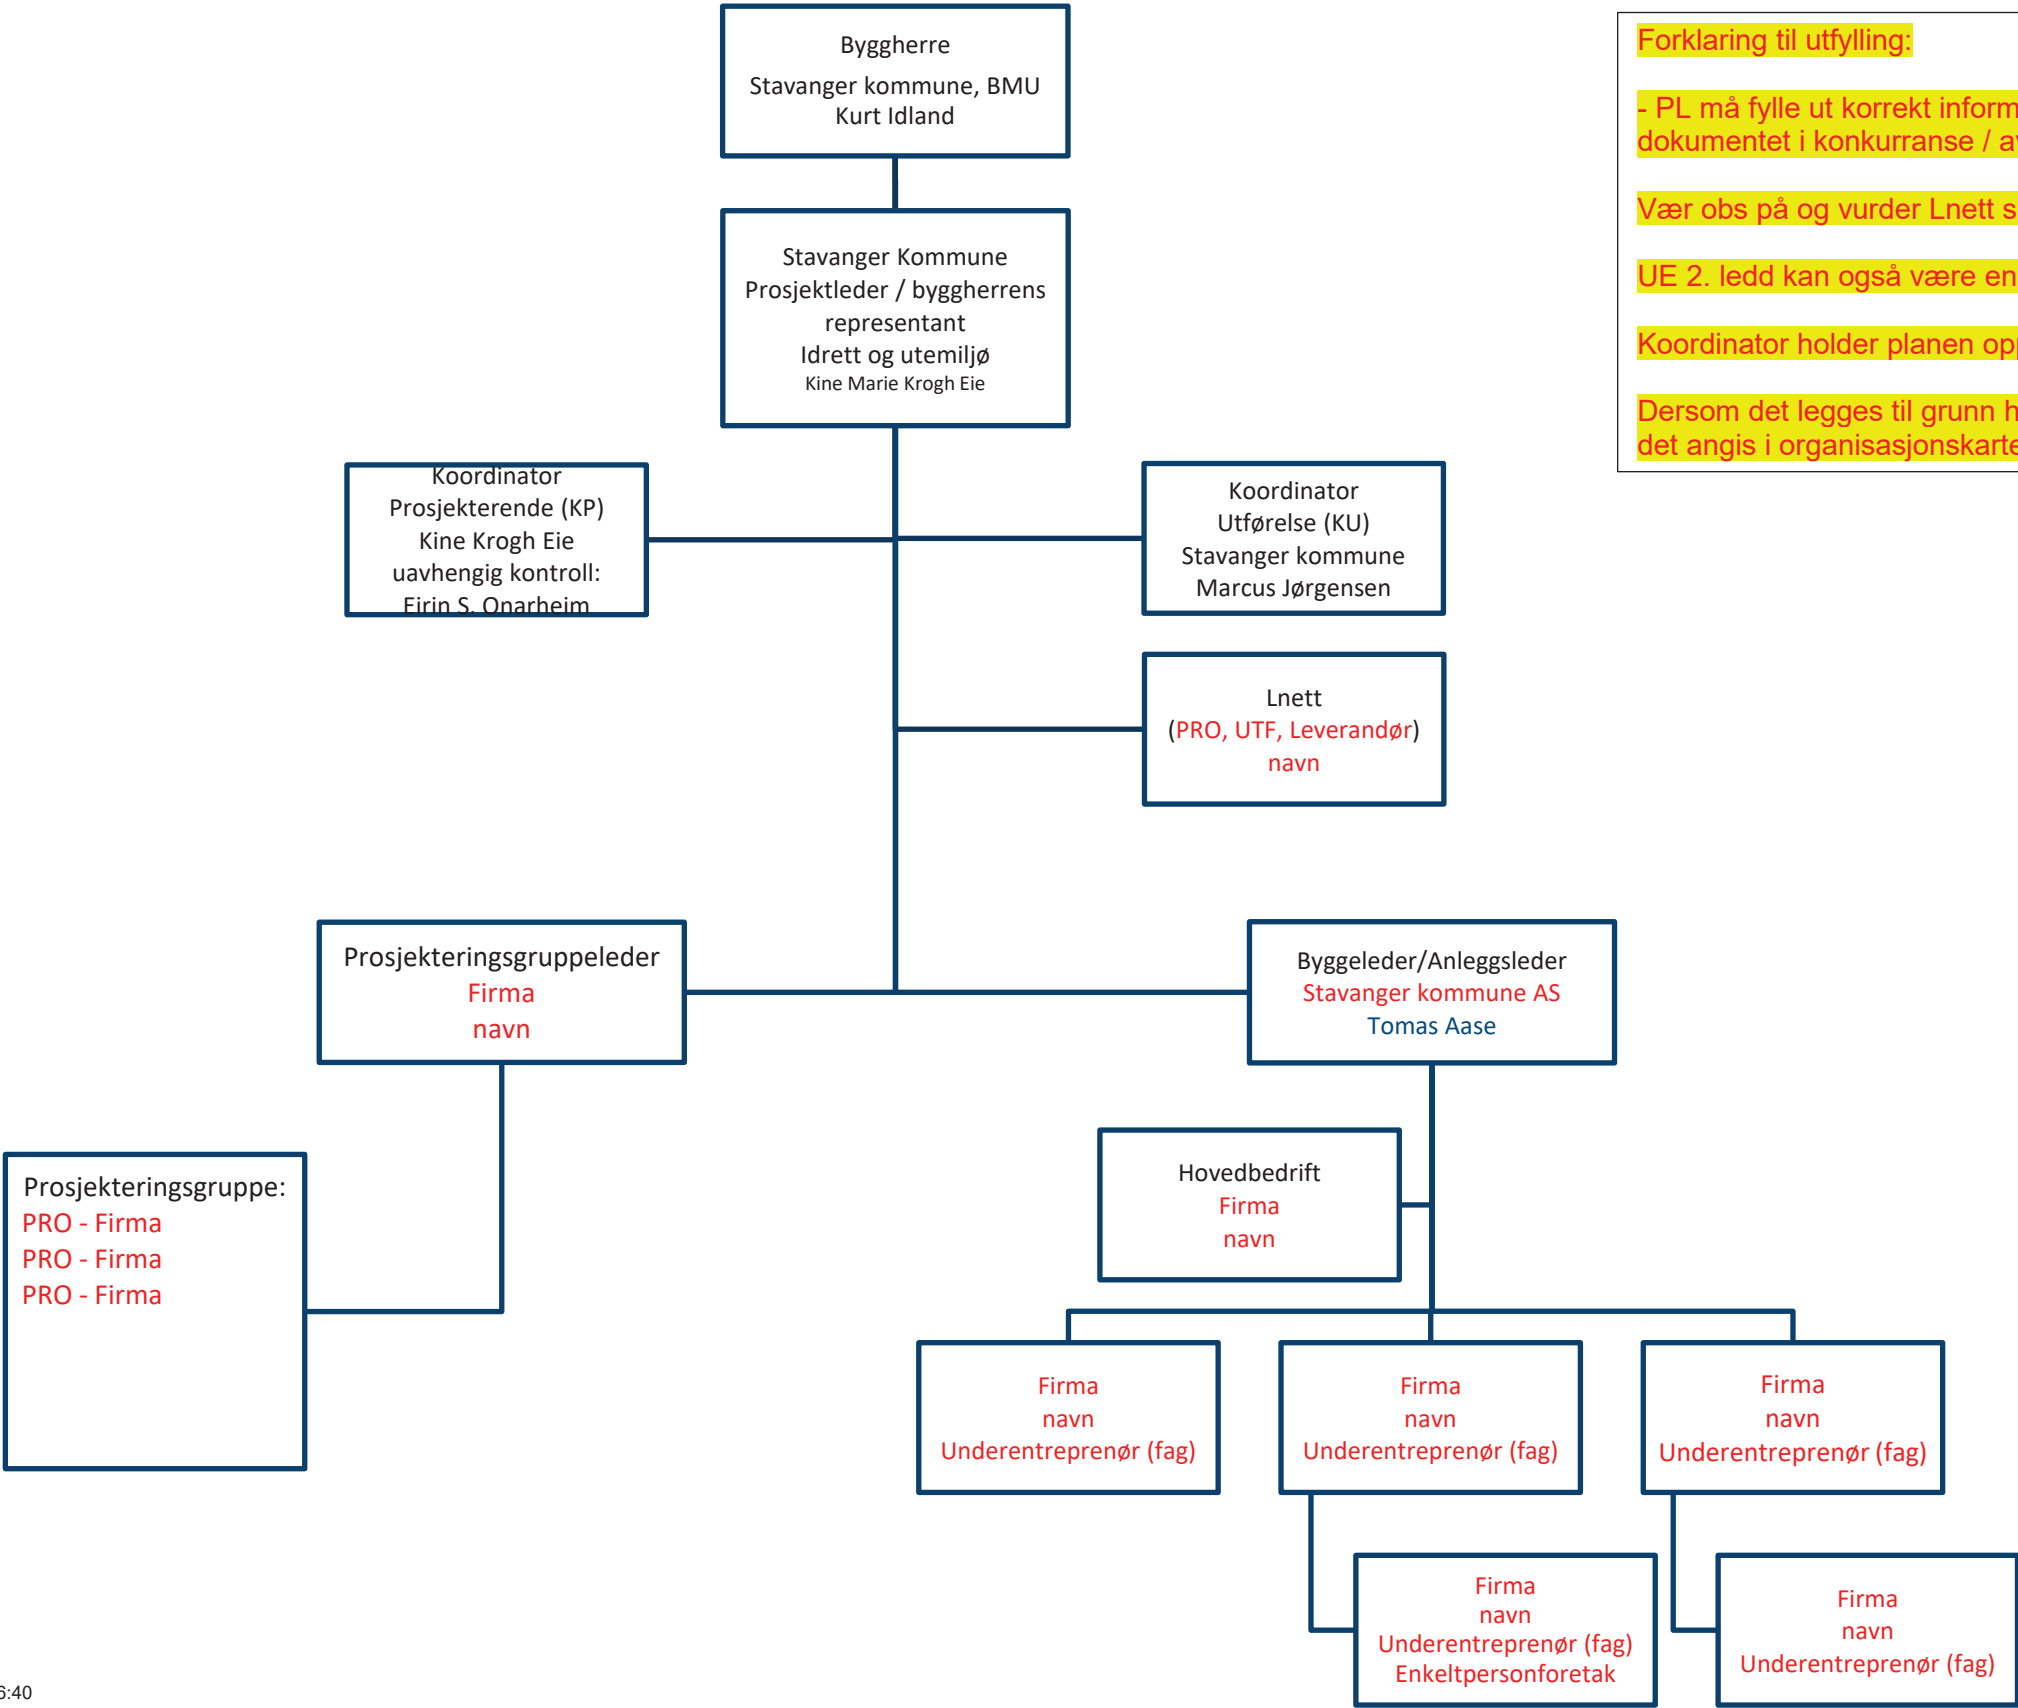 Byggherre
Stavanger kommune, BMU
Kurt Idland
Forklaring til utfylling:
- PL må fylle ut korrekt
dokumentet i konkurranse /
Vær obs på og vurder Lnett
UE 2. ledd kan også være en
Koordinator holder planen
Dersom det legges til grunn
det angis i
Stavanger Kommune
Prosjektleder / byggherrens
representant
Idrett og utemiljø
Kine Marie Krogh Eie
Koordinator
Prosjekterende (KP)
Kine Krogh Eie
uavhengig kontroll:
Eirin S. Onarheim
Koordinator
Utførelse (KU)
Stavanger kommune
Marcus Jørgensen
Lnett
(PRO, UTF, Leverandør)
navn
Prosjekteringsgruppeleder
Firma
navn
Byggeleder/Anleggsleder
Stavanger kommune AS
Tomas Aase
Prosjekteringsgruppe:
PRO - Firma
PRO - Firma
PRO - Firma
Hovedbedrift
Firma
navn
Firma
navn
Underentreprenør (fag)
Firma
navn
Underentreprenør (fag)
Firma
navn
Underentreprenør (fag)
Firma
navn
Underentreprenør (fag)
Enkeltpersonforetak
Firma
navn
Underentreprenør (fag)
6:40